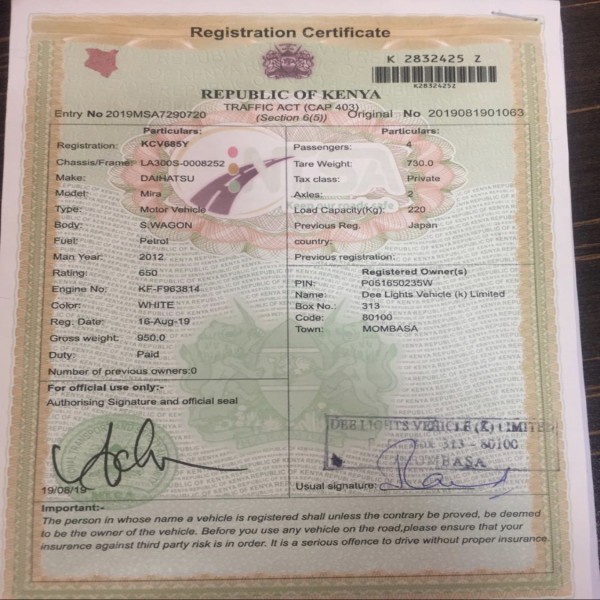 Registration Certificate
K 2832425 Z
K2832425Z
REPUBLIC OF KENYA
TRAFFIC ACT (CAP 403)
Entry No 2019MSA7290720
(Section 6(5))
Original No 2019081901063
Particulars:
Registration: KCV685Y
Chassis/Frame: LA300S-0008252
Make: DAIHATSU
Model: Mira
Type: Motor Vehicle
Body: S.WAGON
Fuel: Petrol
Man Year: 2012
Rating: 650
Engine No: KF-F963814
Color: WHITE
Reg. Date: 16-Aug-19
Gross weight: 950.0
Duty: Paid
Number of previous owners:0
For official use only:-
Authorising Signature and official seal
19/08/19
Particulars:
Passengers: 4
Tare Weight: 730.0
Tax class: Private
Axles: 2
Load Capacity(Kg): 220
Previous Reg. Japan
country:
Previous registration:
Registered Owner(s)
PIN: P051650235W
Name: Dee Lights Vehicle (k) Limited
Box No.: 313
Code: 80100
Town: MOMBASA
DEE LIGHTS VEHICLE (K) LIMITED
Box 313 - 80100
MOMBASA
Usual signature:
Important:-
The person in whose name a vehicle is registered shall unless the contrary be proved, be deemed
to be the owner of the vehicle. Before you use any vehicle on the road,please ensure that your
insurance against third party risk is in order. It is a serious offence to drive without proper insurance.